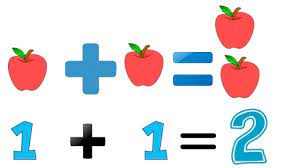 1 + 1 = 2